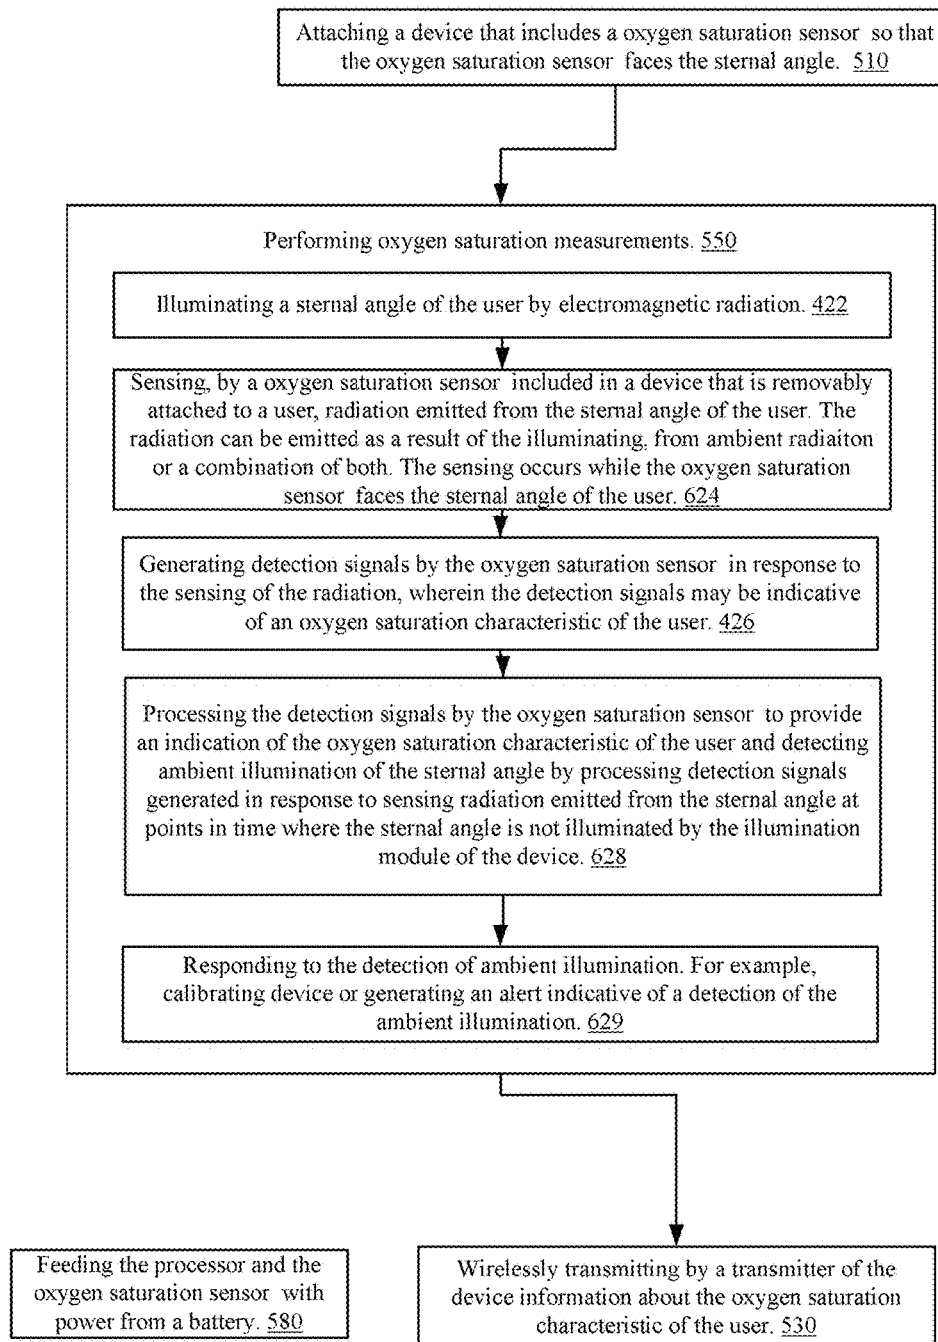 Attaching a device that includes a oxygen saturation sensor so that
the oxygen saturation sensor faces the sternal angle. 510
Performing oxygen saturation measurements. 550
Illuminating a sternal angle of the user by electromagnetic radiation. 422
Sensing, by a oxygen saturation sensor included in a device that is removably
attached to a user, radiation emitted from the sternal angle of the user. The
radiation can be emitted as a result of the illuminating, from ambient radiaiton
or a combination of both. The sensing occurs while the oxygen saturation
sensor faces the sternal angle of the user. 624
Generating detection signals by the oxygen saturation sensor in response to
the sensing of the radiation, wherein the detection signals may be indicative
of an oxygen saturation characteristic of the user. 426
Processing the detection signals by the oxygen saturation sensor to provide
an indication of the oxygen saturation characteristic of the user and detecting
ambient illumination of the sternal angle by processing detection signals
generated in response to sensing radiation emitted from the sternal angle at
points in time where the sternal angle is not illuminated by the illumination
module of the device. 628
Responding to the detection of ambient illumination. For example,
calibrating device or generating an alert indicative of a detection of the
ambient illumination. 629
Feeding the processor and the
oxygen saturation sensor with
power from a battery. 580
Wirelessly transmitting by a transmitter of the
device information about the oxygen saturation
characteristic of the user. 530